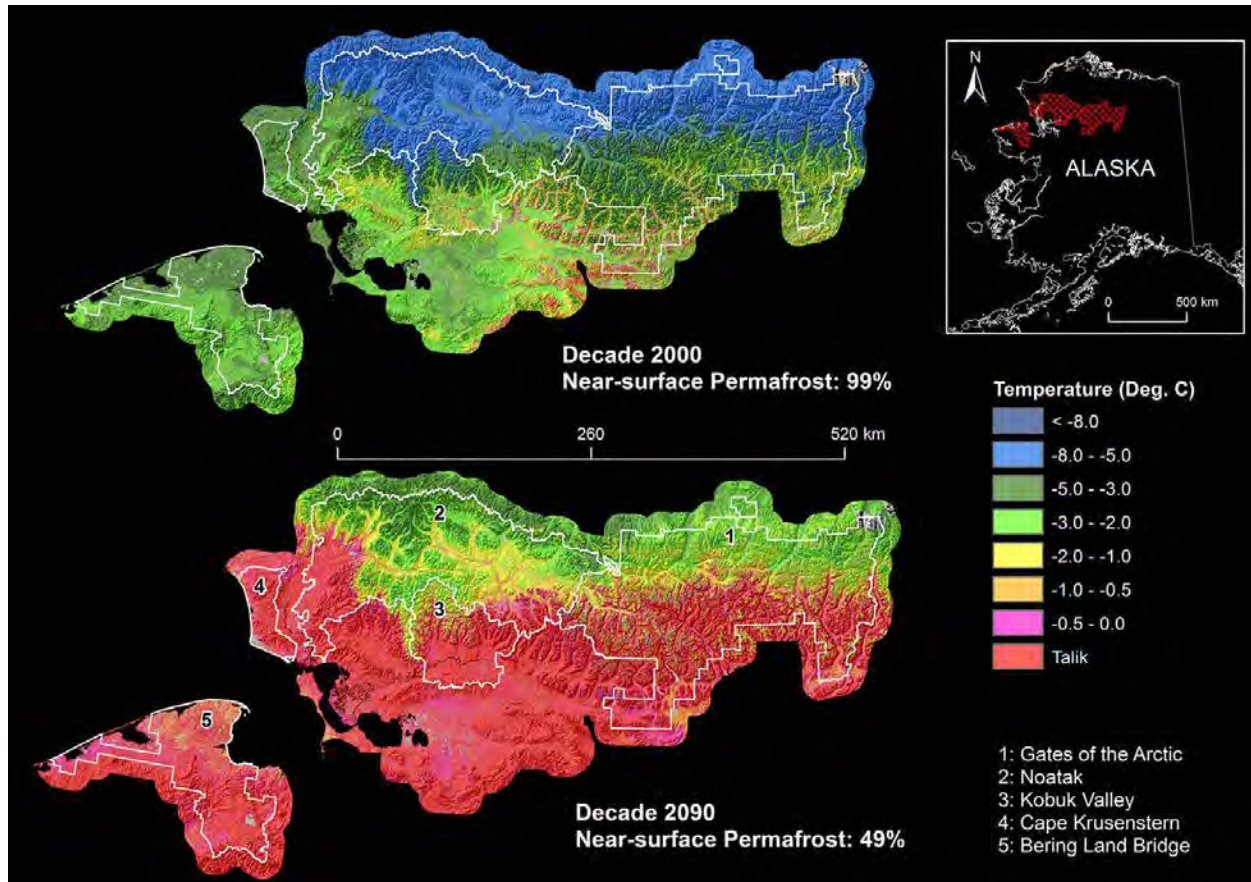 N
ALASKA
0 500 km
Decade 2000
Near-surface Permafrost: 99%
Temperature (Deg. C)
< -8.0
-8.0 - -5.0
-5.0 - -3.0
-3.0 - -2.0
-2.0 - -1.0
-1.0 - -0.5
-0.5 - 0.0
Talik
0 260 520 km
2
1
4
3
5
Decade 2090
Near-surface Permafrost: 49%
1: Gates of the Arctic
2: Noatak
3: Kobuk Valley
4: Cape Krusenstern
5: Bering Land Bridge